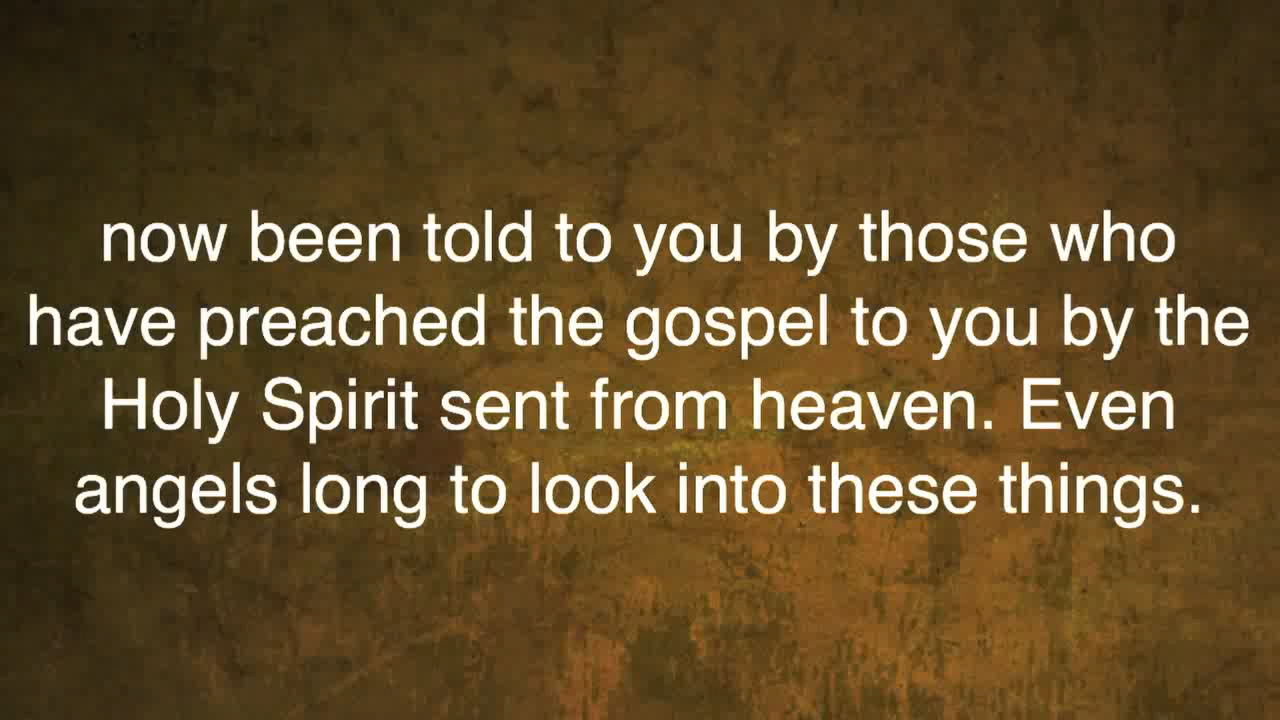 now been told to you by those who
have preached the gospel to you by the
Holy Spirit sent from heaven. Even
angels long to look into these things.